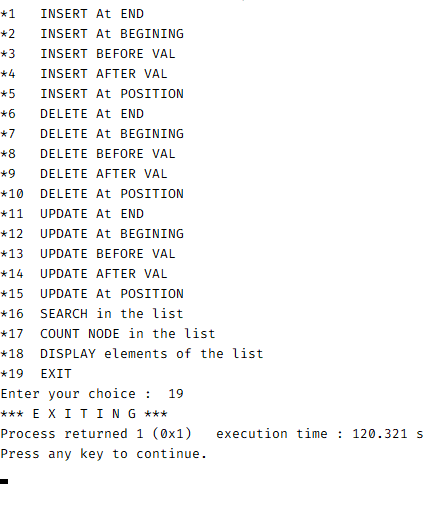 *1   INSERT At END
*2   INSERT At BEGINING
*3   INSERT BEFORE VAL
*4   INSERT AFTER VAL
*5   INSERT At POSITION
*6   DELETE At END
*7   DELETE At BEGINING
*8   DELETE BEFORE VAL
*9   DELETE AFTER VAL
*10  DELETE At POSITION
*11  UPDATE At END
*12  UPDATE At BEGINING
*13  UPDATE BEFORE VAL
*14  UPDATE AFTER VAL
*15  UPDATE At POSITION
*16  SEARCH in the list
*17  COUNT NODE in the list
*18  DISPLAY elements of the list
*19  EXIT
Enter your choice :  19
*** E X I T I N G ***
Process returned 1 (0x1)   execution time : 120.321 s
Press any key to continue.